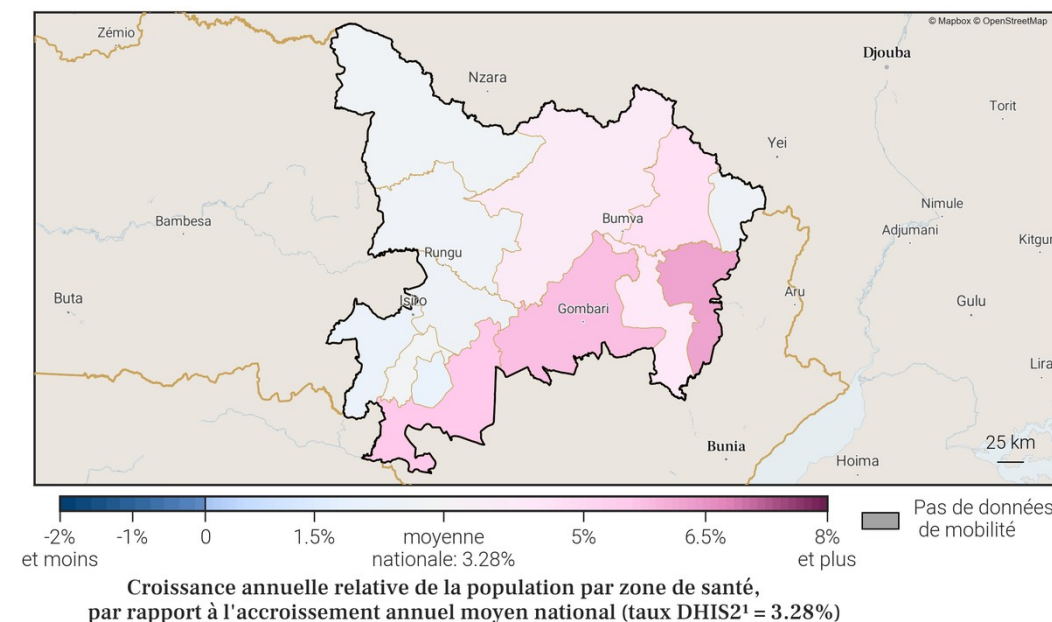 © Mapbox © OpenStreetMap
Zémio
Djouba
Nzara
Torit
Yei
Nimule
Bambesa
Bumva
Adjumani
Kitgur
Rungu
Aru
Buta
Isiro
Gombari
Gulu
Lira
Bunia
25 km
Hoima
-2%
et moins
-1%
0
1.5%
moyenne
nationale: 3.28%
5%
6.5%
8%
et plus
Pas de données
de mobilité
Croissance annuelle relative de la population par zone de santé,
par rapport à l'accroissement annuel moyen national (taux DHIS2¹ = 3.28%)